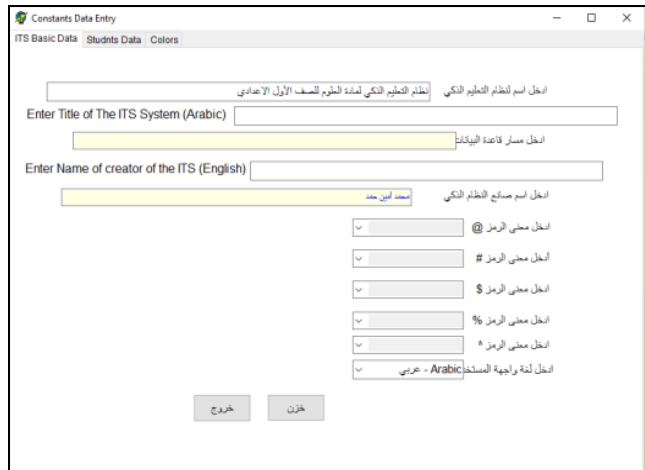 Constants Data Entry
ITS Basic Data Studnts Data Colors
ادخل اسم لنظام التعليم الذكي نظام التعليم الذكي لمادة العلوم للصف الأول الاعدادي
Enter Title of The ITS System (Arabic)
ادخل مسار قاعدة البيانات
Enter Name of creator of the ITS (English)
ادخل اسم صانع النظام الذكي محمد امين حمد
ادخل معنى الرمز @
أدخل معنى الرمز #
ادخل معنى الرمز $
ادخل معنى الرمز %
ادخل معنى الرمز ^
ادخل لغة واجهة المستخد Arabic - عربي
خروج خزن